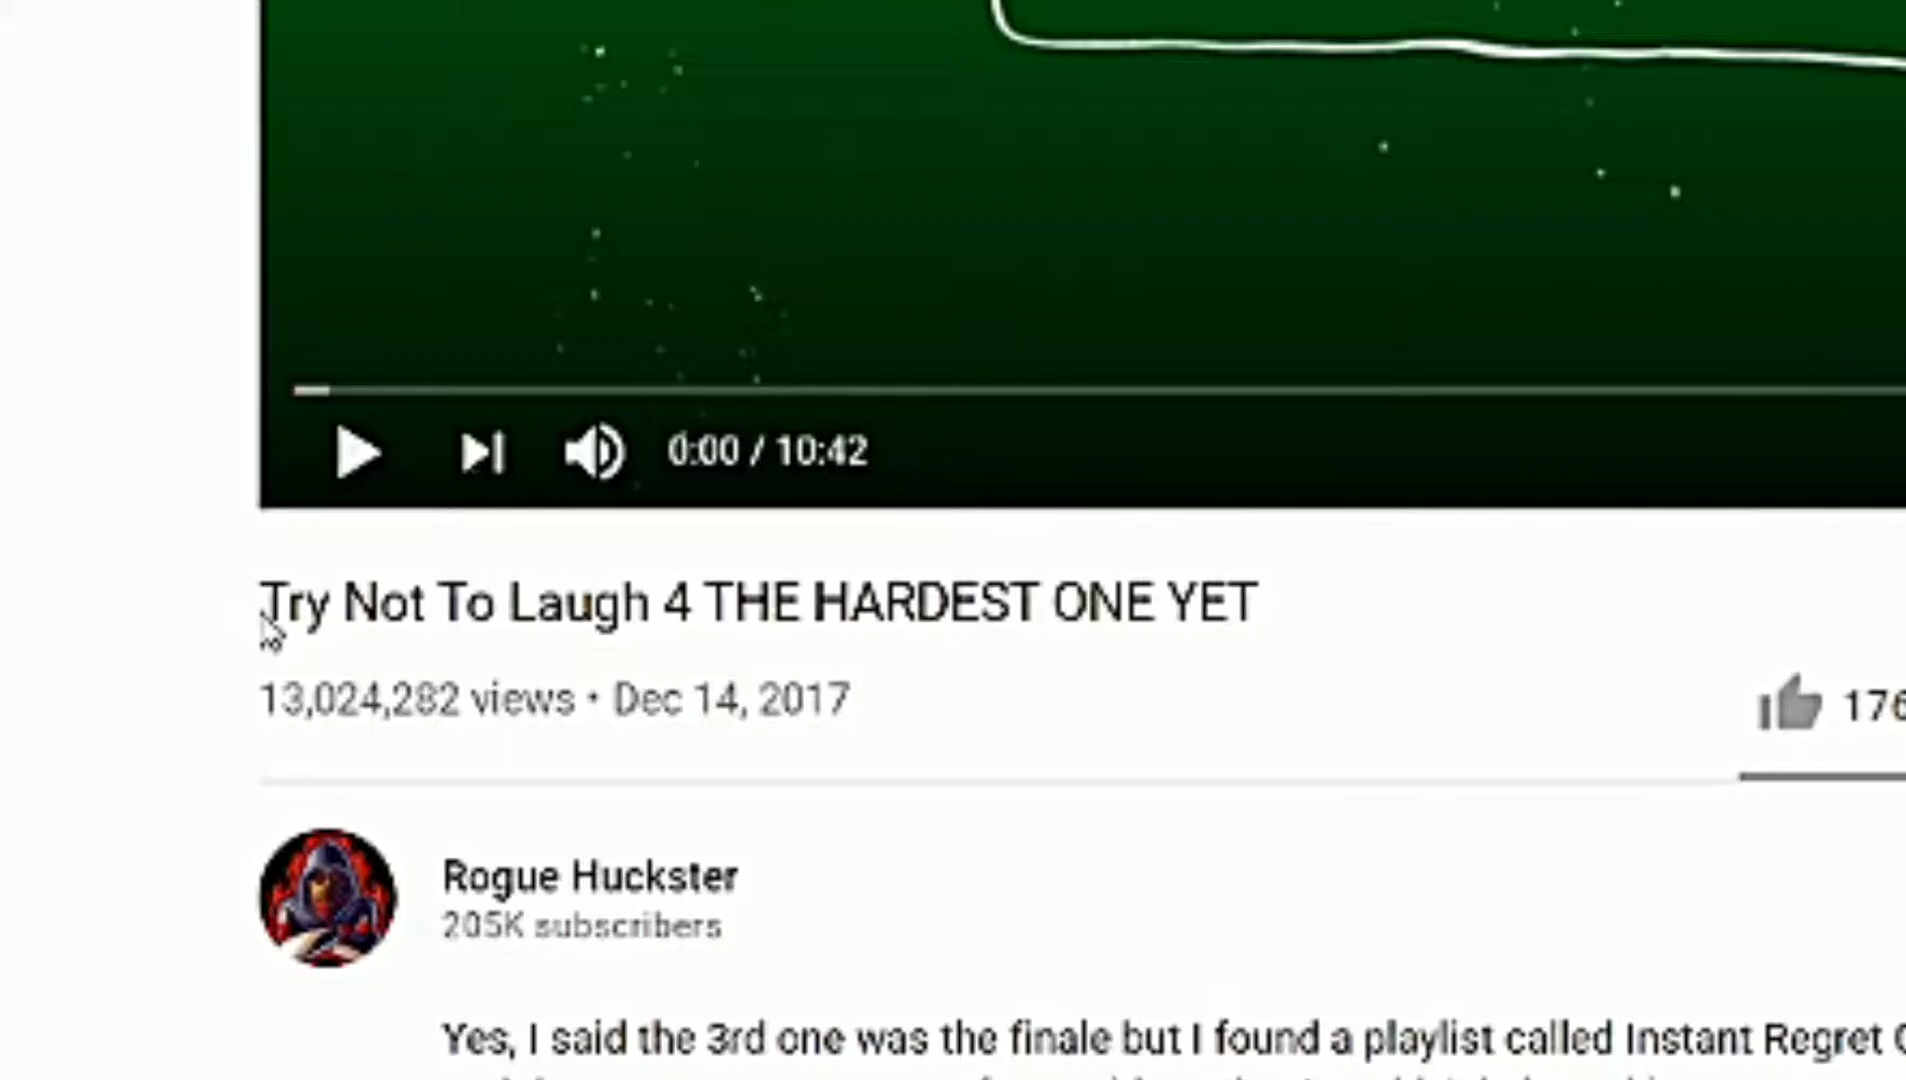 0:00 / 10:42
Try Not To Laugh 4 THE HARDEST ONE YET
13,024,282 views • Dec 14, 2017
176
Rogue Huckster
205K subscribers
Yes, I said the 3rd one was the finale but I found a playlist called Instant Regret